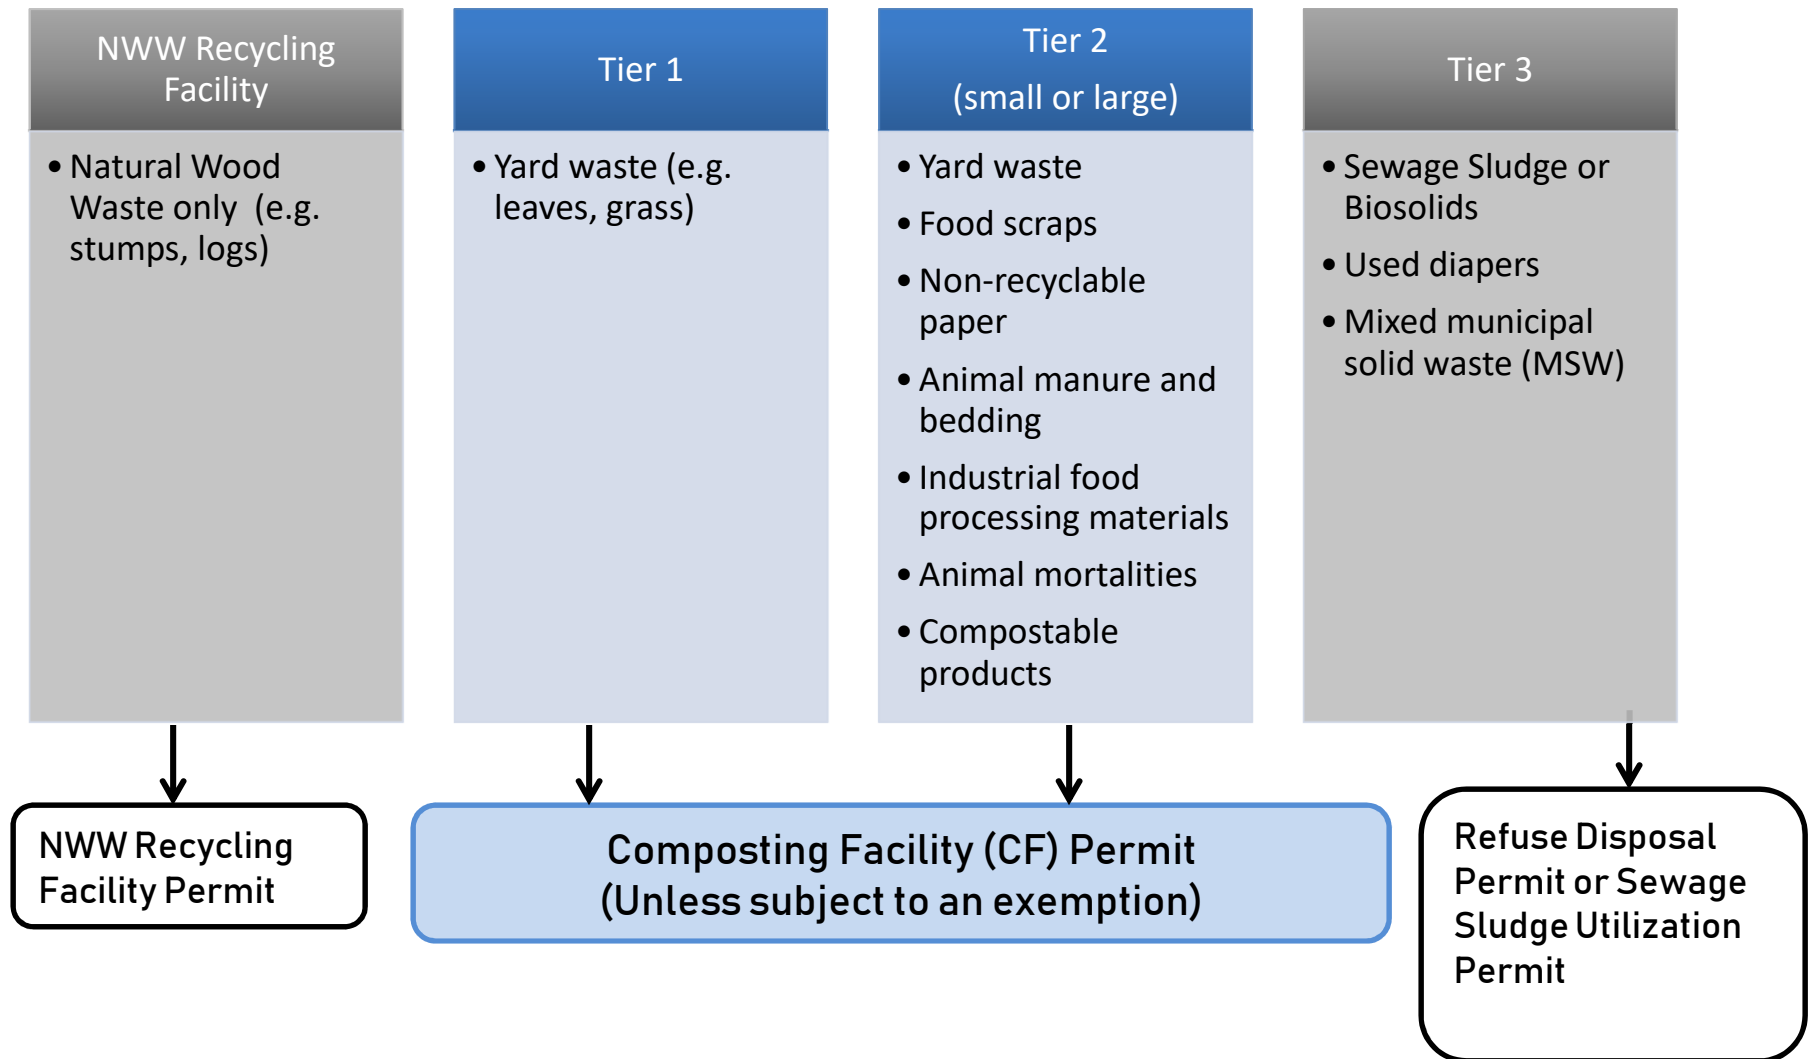 NWW Recycling
Facility
• Natural Wood
Waste only (e.g.
stumps, logs)
NWW Recycling
Facility Permit
Tier 1
• Yard waste (e.g.
leaves, grass)
Tier 2
(small or large)
• Yard waste
• Food scraps
• Non-recyclable
paper
• Animal manure and
bedding
• Industrial food
processing materials
• Animal mortalities
• Compostable
products
Composting Facility (CF) Permit
(Unless subject to an exemption)
Tier 3
• Sewage Sludge or
Biosolids
• Used diapers
• Mixed municipal
solid waste (MSW)
Refuse Disposal
Permit or Sewage
Sludge Utilization
Permit